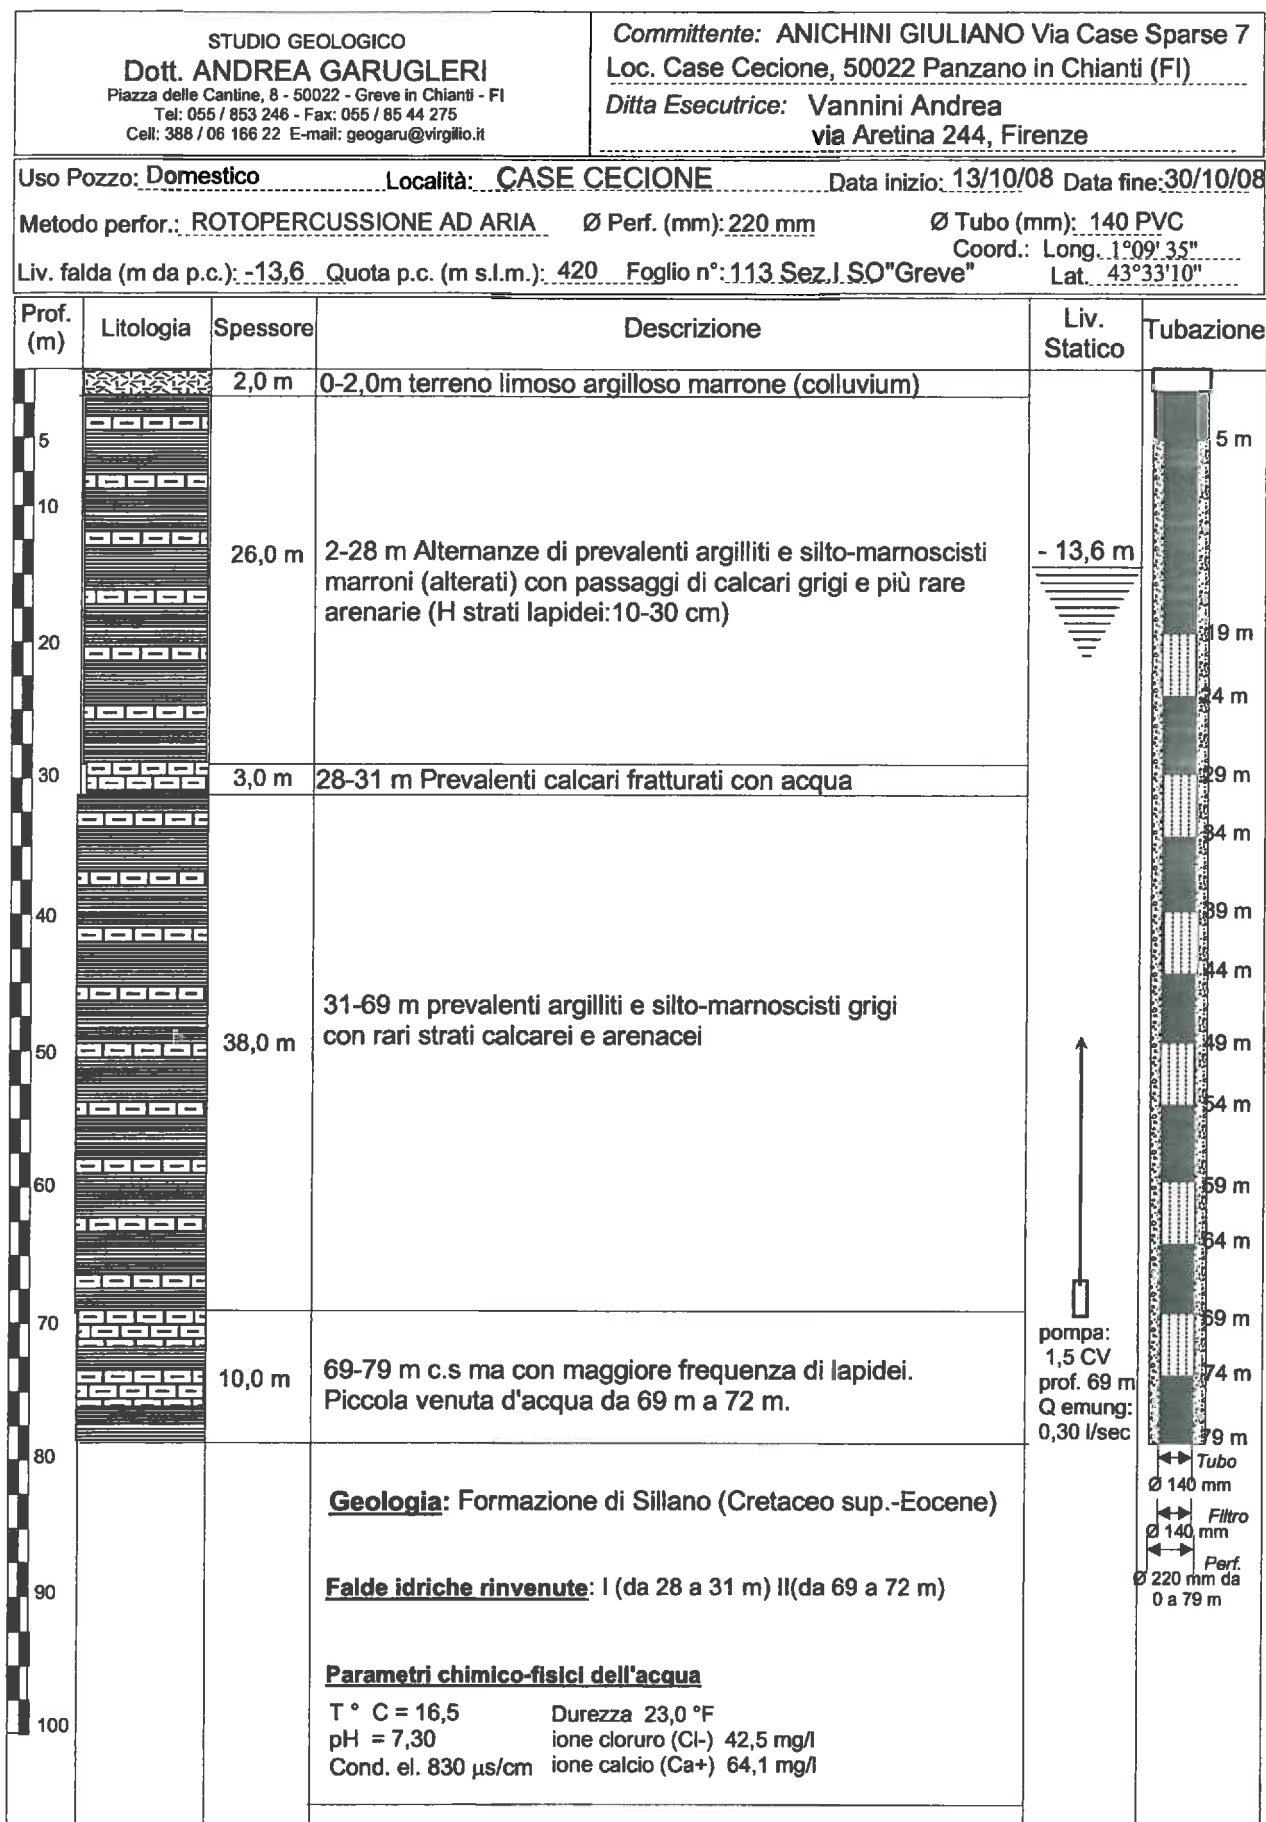 STUDIO GEOLOGICO
Dott. ANDREA GARUGLERI
Piazza delle Cantine, 8 - 50022 - Greve in Chianti - FI
Tel: 055 / 853 246 - Fax: 055 / 85 44 275
Cell: 388 / 06 166 22 E-mail: geogaru@virgilio.it
Committente: ANICHINI GIULIANO Via Case Sparse 7
Loc. Case Cecione, 50022 Panzano in Chianti (FI)
Ditta Esecutrice: Vannini Andrea
via Aretina 244, Firenze
Uso Pozzo: Domestico Località: CASE CECIONE Data inizio: 13/10/08 Data fine:30/10/08
Metodo perfor.: ROTOPERCUSSIONE AD ARIA Ø Perf. (mm): 220 mm Ø Tubo (mm): 140 PVC
Coord.: Long. 1°09'35"
Liv. falda (m da p.c.): -13,6 Quota p.c. (m s.l.m.): 420 Foglio n°: 113 Sez.I SO"Greve" Lat. 43°33'10"
Prof. (m)
Litologia
Spessore
Descrizione
Liv. Statico
Tubazione
2,0 m
0-2,0m terreno limoso argilloso marrone (colluvium)
26,0 m
2-28 m Alternanze di prevalenti argilliti e silto-marnoscisti
marroni (alterati) con passaggi di calcari grigi e più rare
arenarie (H strati lapidei:10-30 cm)
3,0 m
28-31 m Prevalenti calcari fratturati con acqua
38,0 m
31-69 m prevalenti argilliti e silto-marnoscisti grigi
con rari strati calcarei e arenacei
10,0 m
69-79 m c.s ma con maggiore frequenza di lapidei.
Piccola venuta d'acqua da 69 m a 72 m.
5
10
20
30
40
50
60
70
80
90
100
- 13,6 m
pompa:
1,5 CV
prof. 69 m
Q emung:
0,30 l/sec
5 m
19 m
24 m
29 m
34 m
39 m
44 m
49 m
54 m
59 m
64 m
69 m
74 m
79 m
Tubo
Ø 140 mm
Filtro
Ø 140 mm
Perf.
Ø 220 mm da
0 a 79 m
Geologia: Formazione di Sillano (Cretaceo sup.-Eocene)
Falde idriche rinvenute: I (da 28 a 31 m) II(da 69 a 72 m)
Parametri chimico-fisici dell'acqua
T ° C = 16,5 Durezza 23,0 °F
pH = 7,30 ione cloruro (Cl-) 42,5 mg/l
Cond. el. 830 µs/cm ione calcio (Ca+) 64,1 mg/l